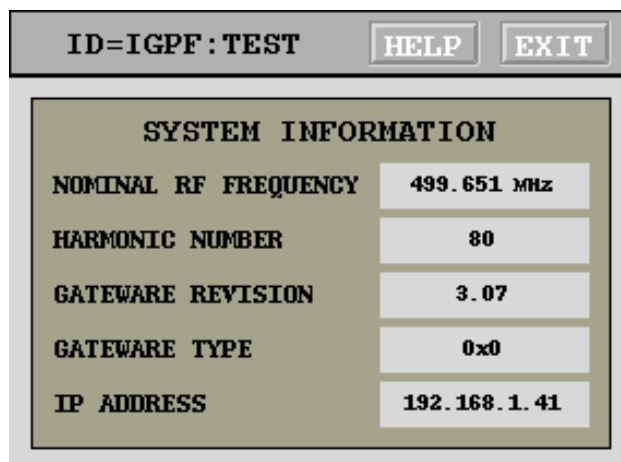 ID=IGPF:TEST HELP EXIT
SYSTEM INFORMATION
NOMINAL RF FREQUENCY 499.651 MHz
HARMONIC NUMBER 80
GATEWARE REVISION 3.07
GATEWARE TYPE 0x0
IP ADDRESS 192.168.1.41